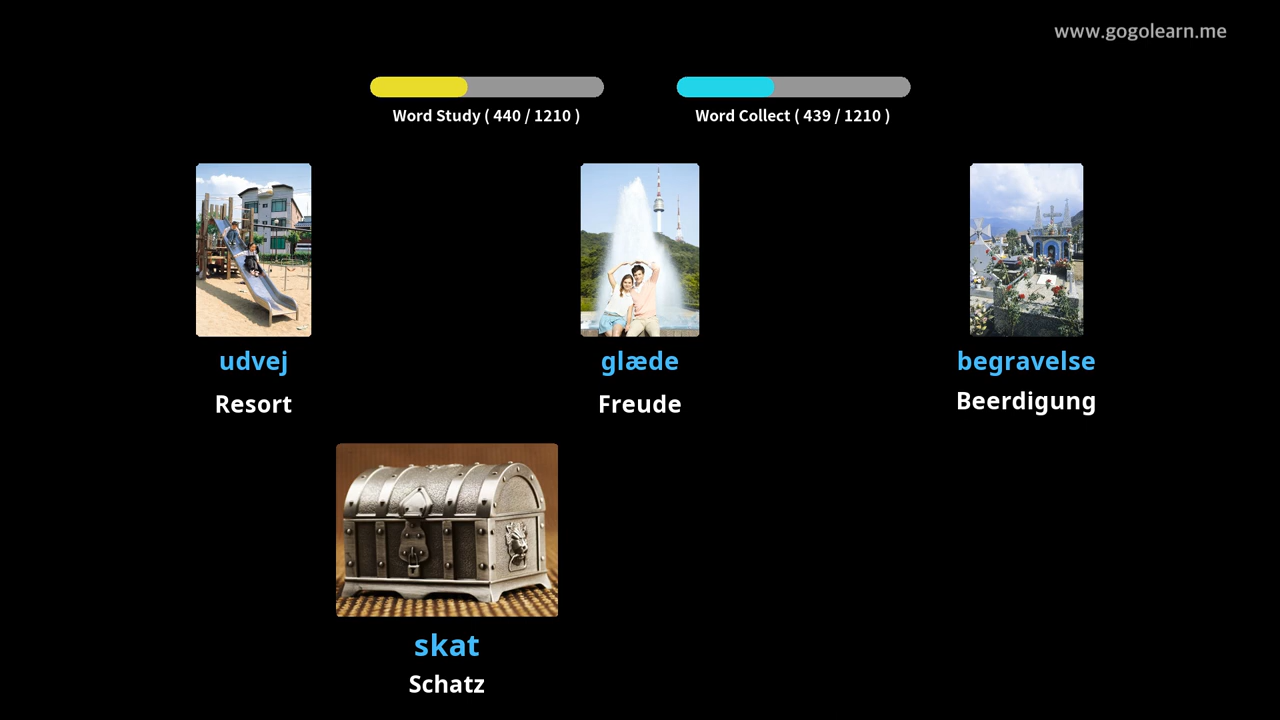 www.gogolearn.me
Word Study ( 440 / 1210 )
Word Collect ( 439 / 1210 )
udvej
Resort
glæde
Freude
begravelse
Beerdigung
skat
Schatz